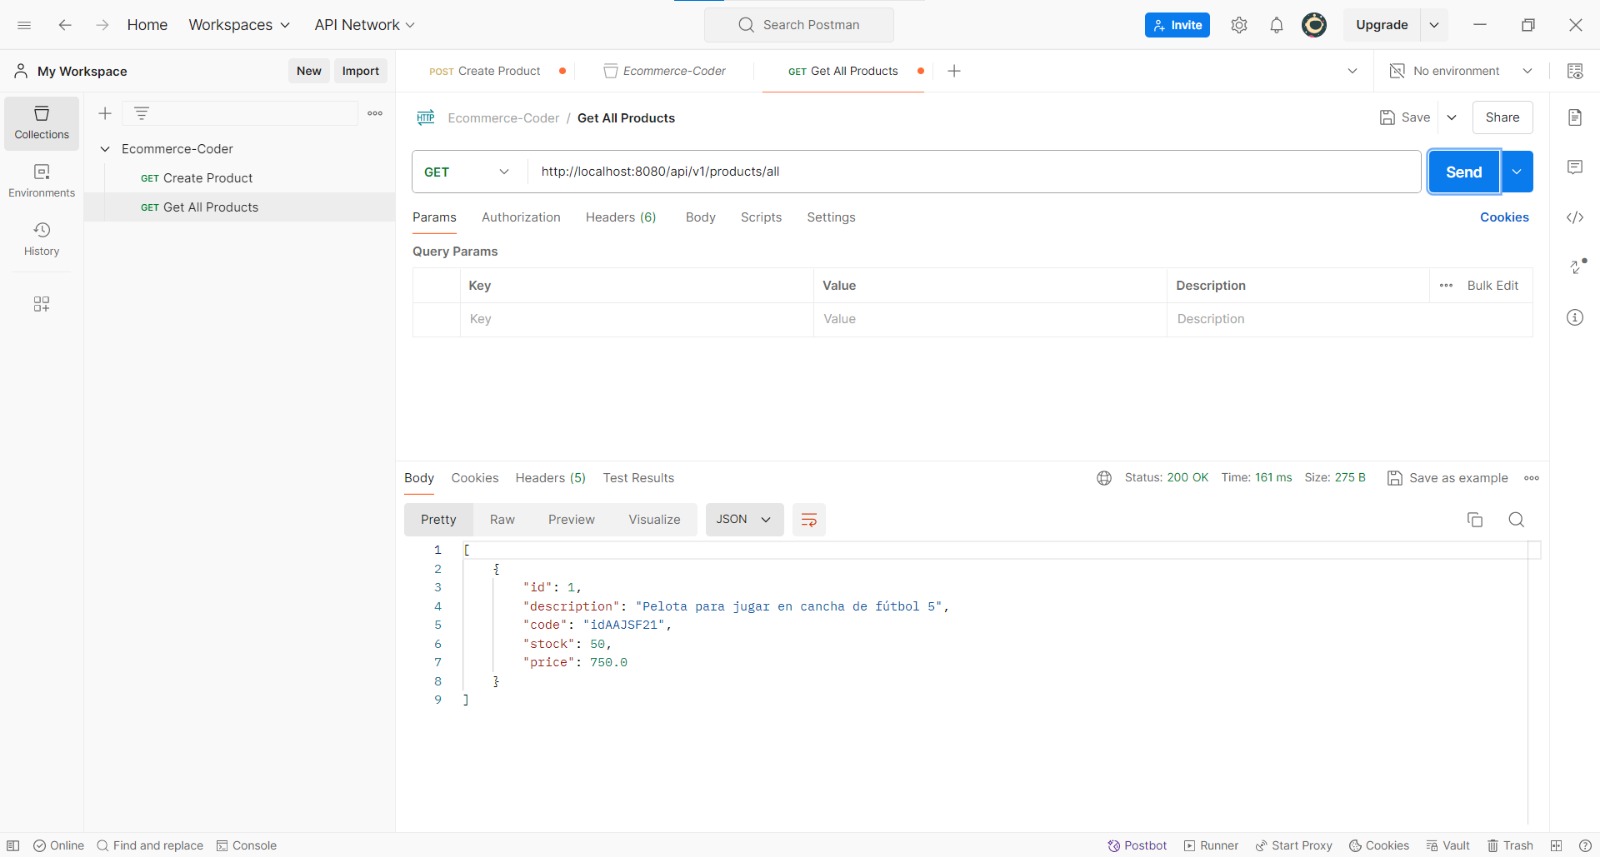 Home Workspaces API Network Search Postman Invite Upgrade
My Workspace New Import POST Create Product Ecommerce-Coder GET Get All Products No environment
Collections
Environments
History
Ecommerce-Coder
GET Create Product
GET Get All Products
HTTP Ecommerce-Coder / Get All Products Save Share
GET http://localhost:8080/api/v1/products/all Send
Params Authorization Headers (6) Body Scripts Settings Cookies
Query Params
Key Value Description Bulk Edit
Key Value Description
Body Cookies Headers (5) Test Results Status: 200 OK Time: 161 ms Size: 275 B Save as example
Pretty Raw Preview Visualize JSON
1 [
2 {
3 "id": 1,
4 "description": "Pelota para jugar en cancha de fútbol 5",
5 "code": "idAAJSF21",
6 "stock": 50,
7 "price": 750.0
8 }
9 ]
Online Find and replace Console Postbot Runner Start Proxy Cookies Vault Trash